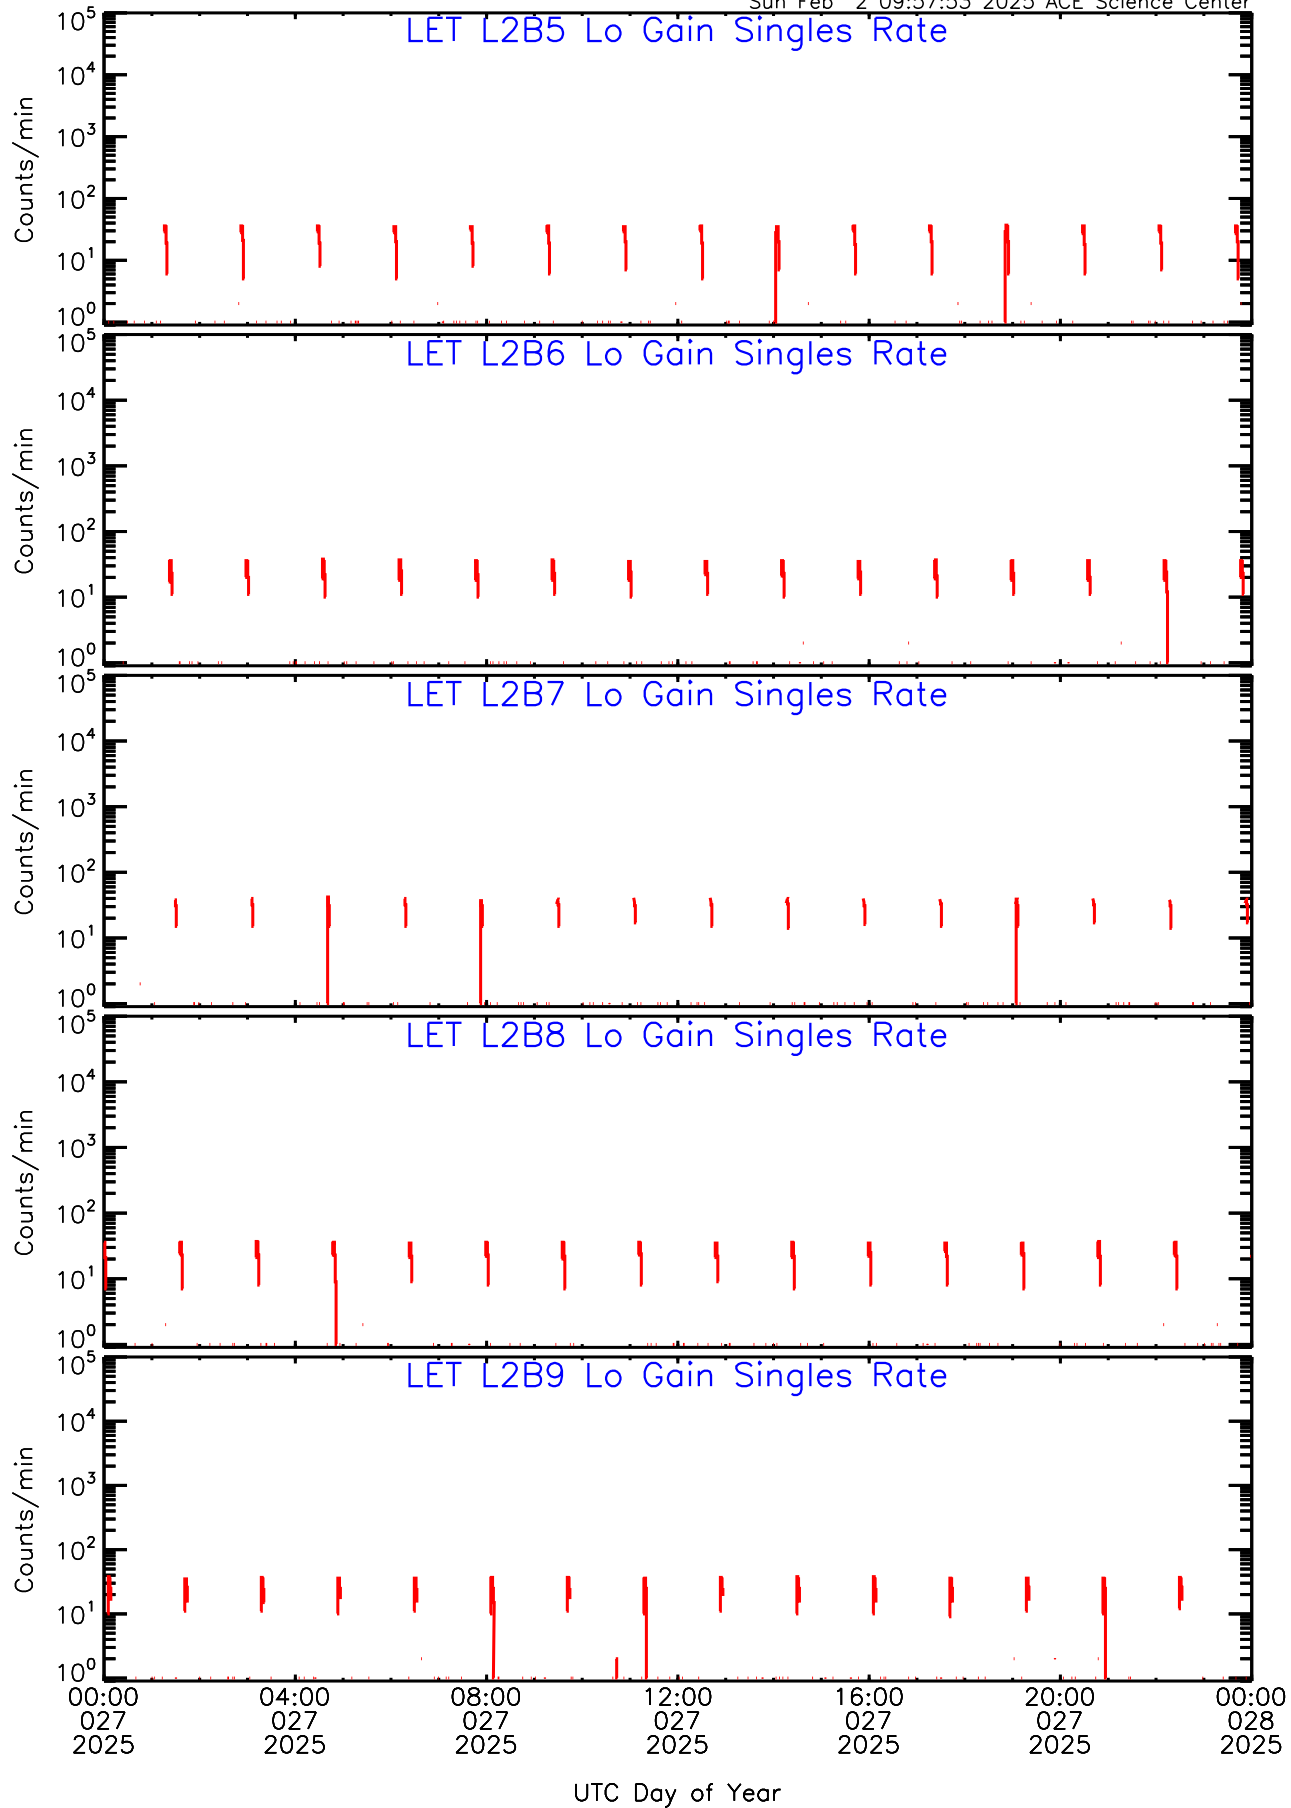 Sun Feb 2 09:57:53 2025 ACE Science Center
LET L2B5 Lo Gain Singles Rate
10^5
10^4
10^3
10^2
10^1
10^0
Counts/min
LET L2B6 Lo Gain Singles Rate
10^5
10^4
10^3
10^2
10^1
10^0
Counts/min
LET L2B7 Lo Gain Singles Rate
10^5
10^4
10^3
10^2
10^1
10^0
Counts/min
LET L2B8 Lo Gain Singles Rate
10^5
10^4
10^3
10^2
10^1
10^0
Counts/min
LET L2B9 Lo Gain Singles Rate
10^5
10^4
10^3
10^2
10^1
10^0
Counts/min
00:00 04:00 08:00 12:00 16:00 20:00 00:00
027 027 027 027 027 027 028
2025 2025 2025 2025 2025 2025 2025
UTC Day of Year